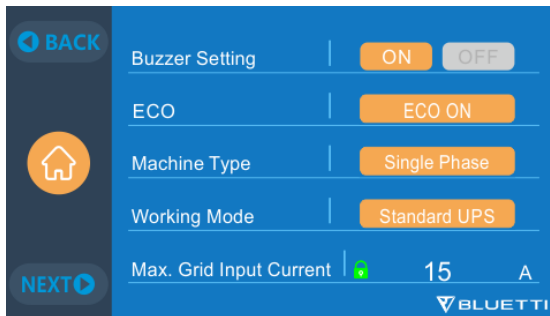 BACK
Buzzer Setting ON OFF
ECO ECO ON
Machine Type Single Phase
Working Mode Standard UPS
Max. Grid Input Current 15 A
NEXT
BLUETTI